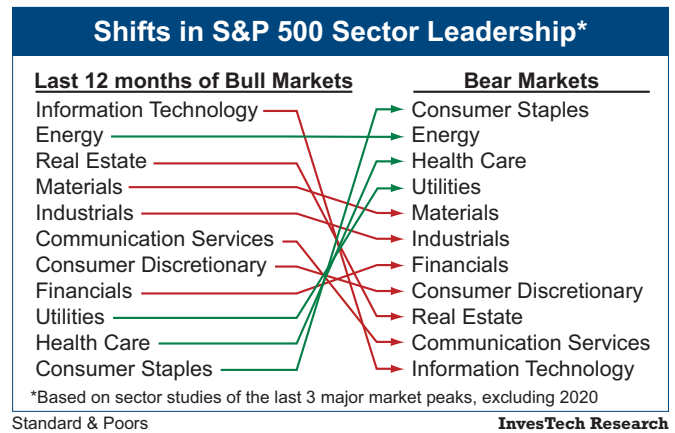 Shifts in S&P 500 Sector Leadership*
Last 12 months of Bull Markets
Information Technology
Energy
Real Estate
Materials
Industrials
Communication Services
Consumer Discretionary
Financials
Utilities
Health Care
Consumer Staples
Bear Markets
Consumer Staples
Energy
Health Care
Utilities
Materials
Industrials
Financials
Consumer Discretionary
Real Estate
Communication Services
Information Technology
*Based on sector studies of the last 3 major market peaks, excluding 2020
Standard & Poors
InvesTech Research